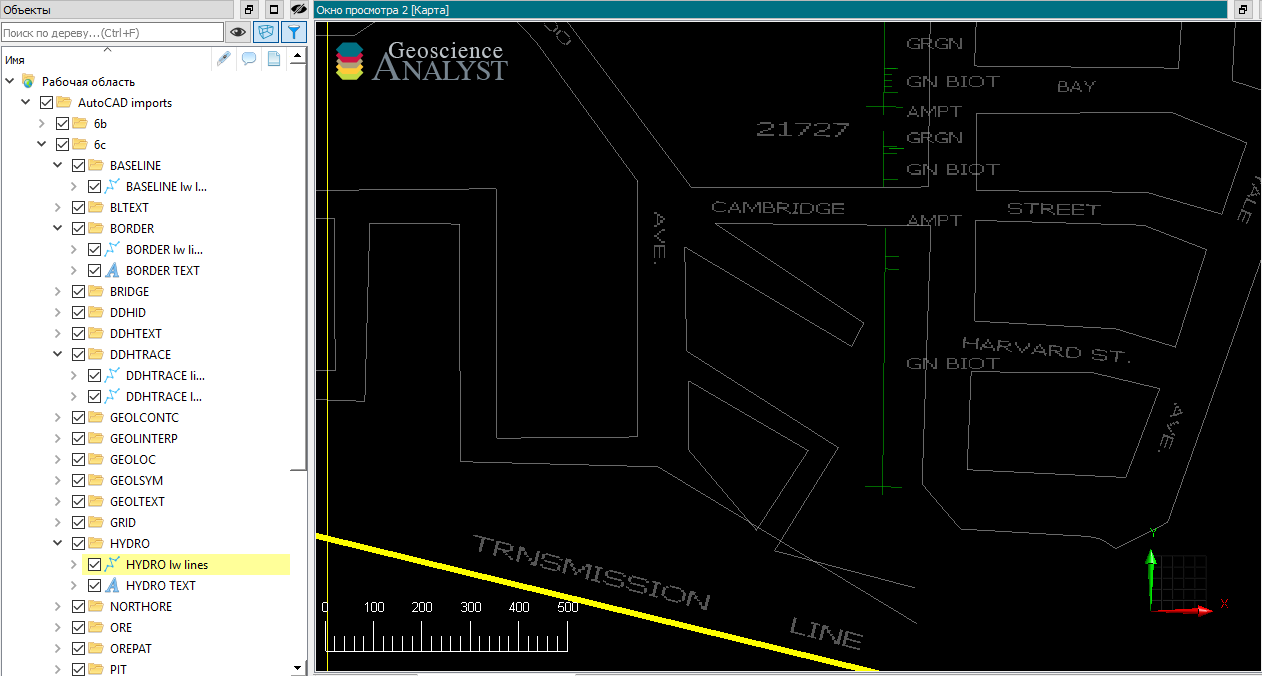 Объекты
Поиск по дереву...(Ctrl+F)
Имя
Рабочая область
AutoCAD imports
6b
6c
BASELINE
BASELINE lw l...
BLTEXT
BORDER
BORDER lw li...
BORDER TEXT
BRIDGE
DDHID
DDHTEXT
DDHTRACE
DDHTRACE li...
DDHTRACE l...
GEOLCONTC
GEOLINTERP
GEOLOC
GEOLSYM
GEOLTEXT
GRID
HYDRO
HYDRO lw lines
HYDRO TEXT
NORTHORE
ORE
OREPAT
PIT
Окно просмотра 2 [Карта]
Geoscience
ANALYST
GRGN
GN BIOT
BAY
AMPT
21727
GRGN
GN BIOT
YALE
CAMBRIDGE
STREET
AMPT
AVE.
HARVARD ST.
GN BIOT
AVE.
TRNSMISSION
LINE
0 100 200 300 400 500
Y
X